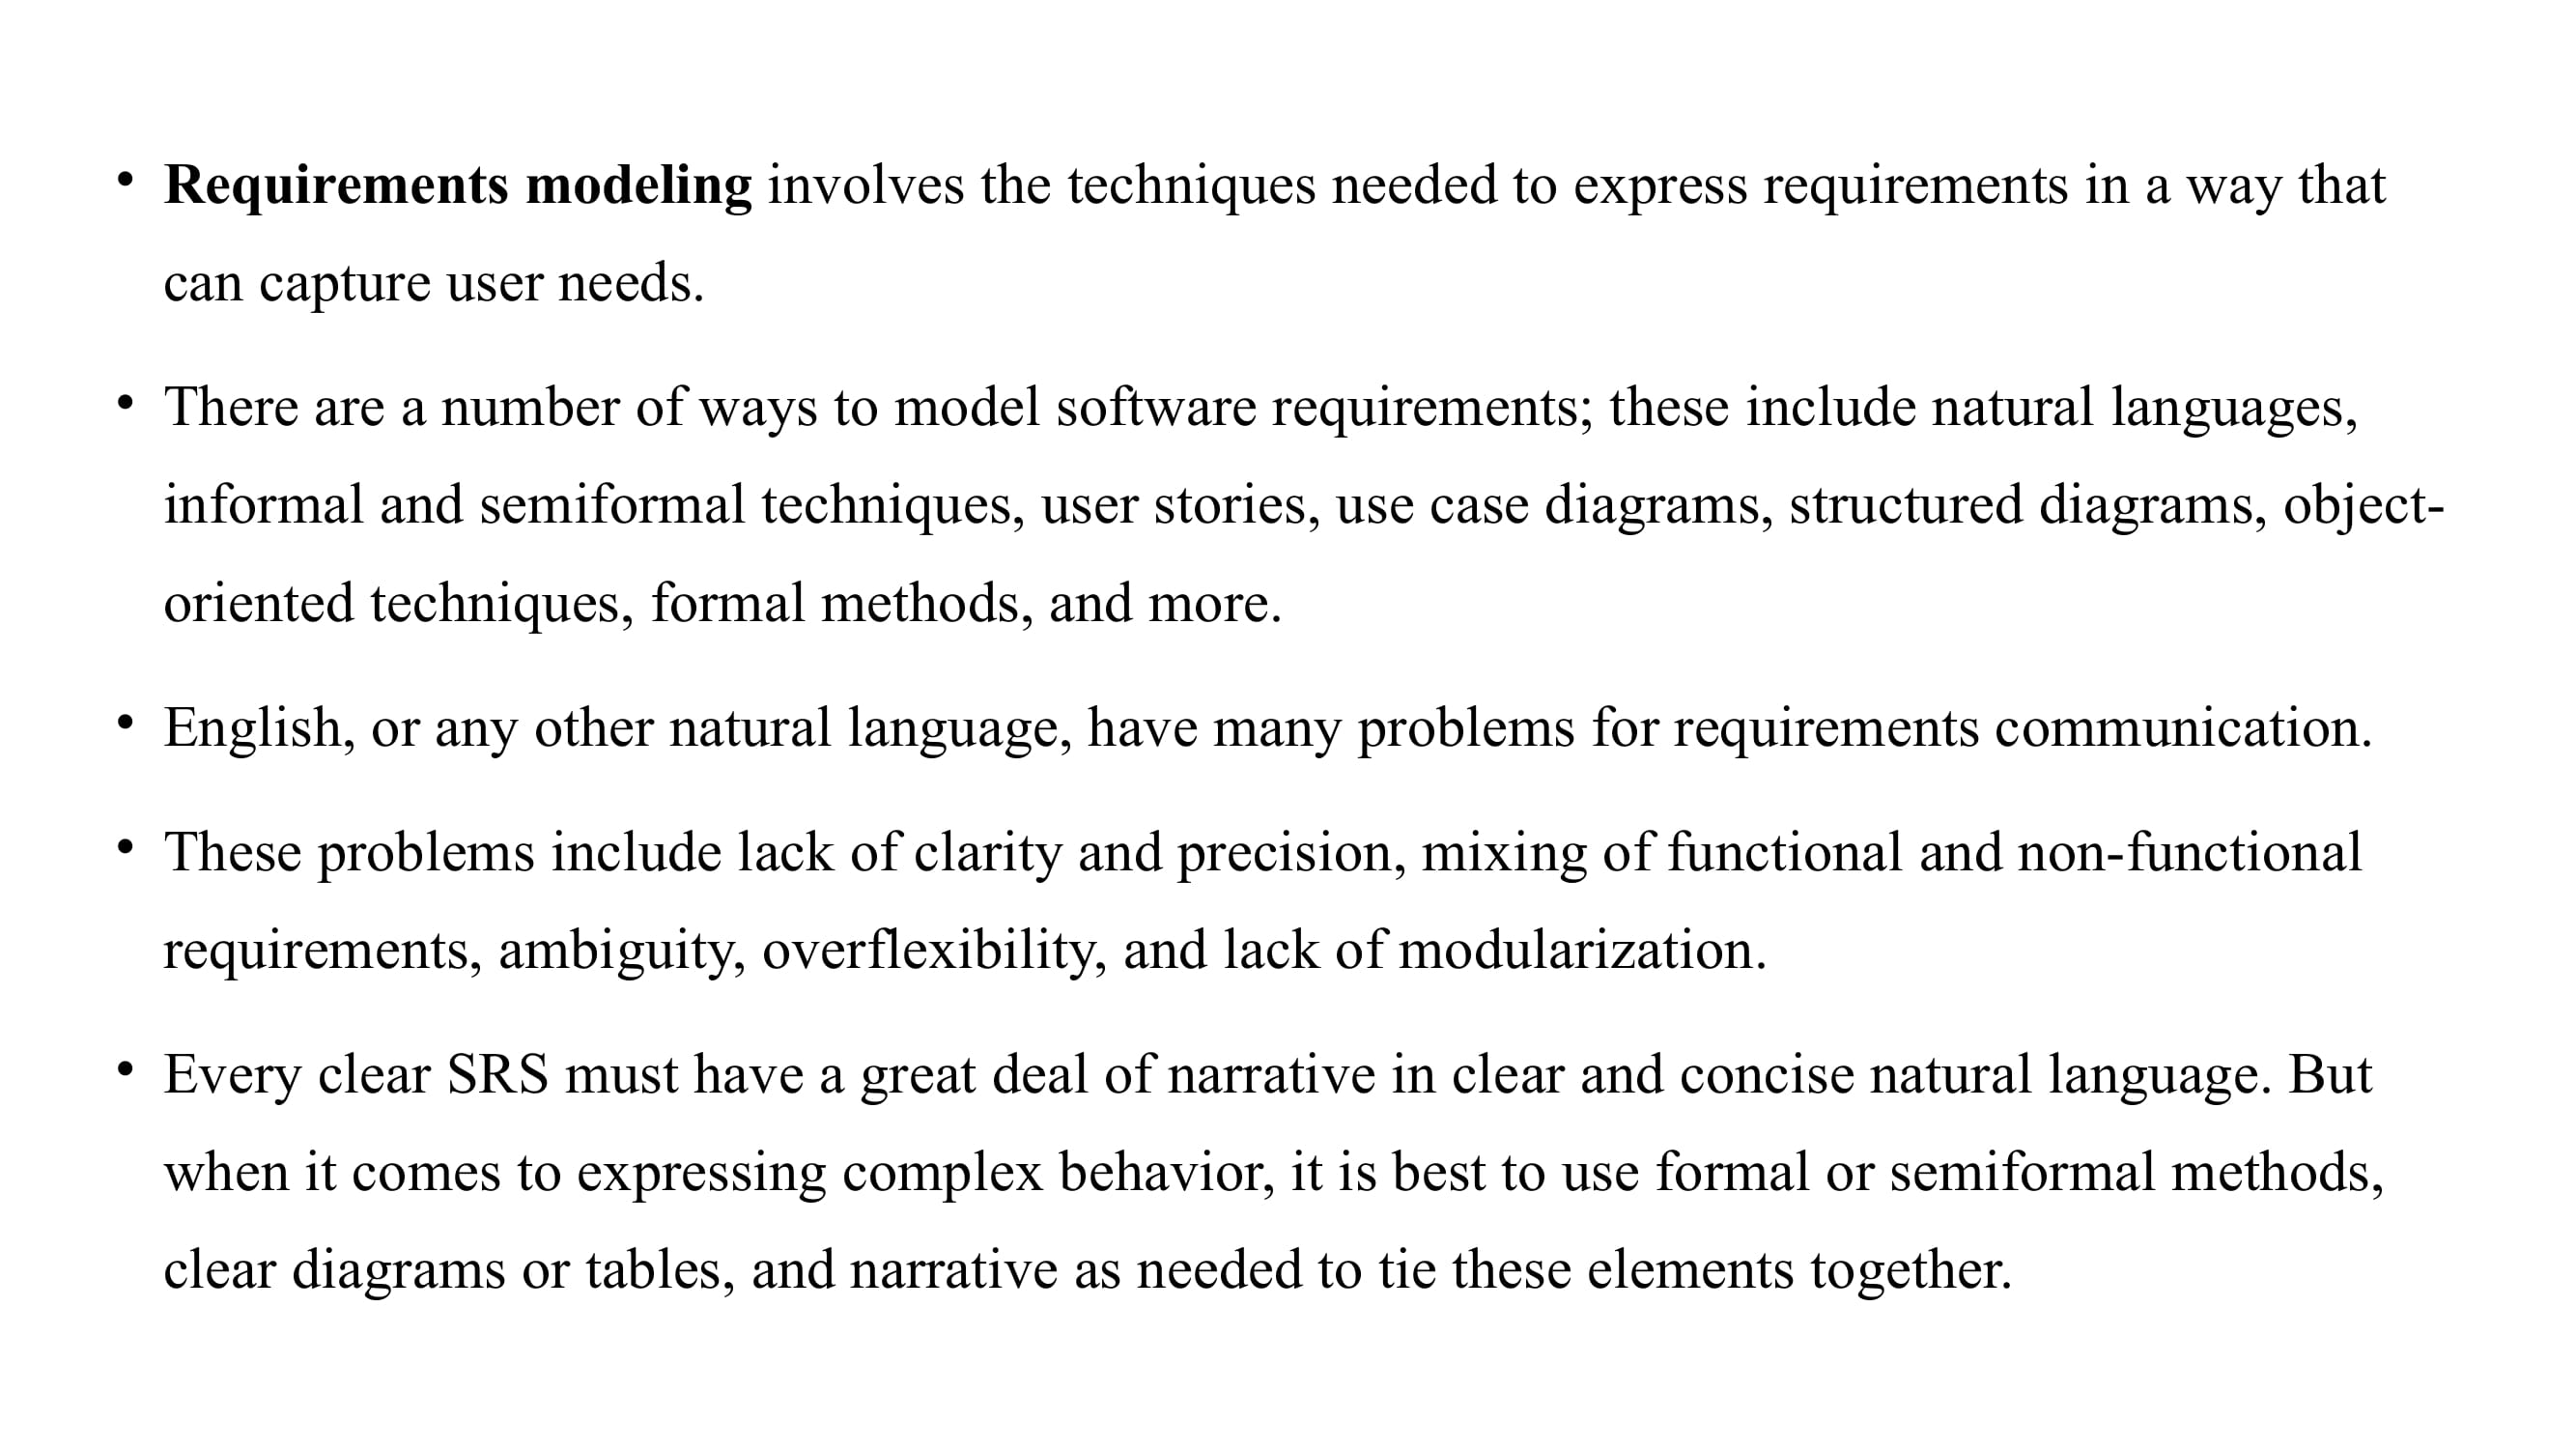 • Requirements modeling involves the techniques needed to express requirements in a way that
can capture user needs.
• There are a number of ways to model software requirements; these include natural languages,
informal and semiformal techniques, user stories, use case diagrams, structured diagrams, object-
oriented techniques, formal methods, and more.
• English, or any other natural language, have many problems for requirements communication.
• These problems include lack of clarity and precision, mixing of functional and non-functional
requirements, ambiguity, overflexibility, and lack of modularization.
• Every clear SRS must have a great deal of narrative in clear and concise natural language. But
when it comes to expressing complex behavior, it is best to use formal or semiformal methods,
clear diagrams or tables, and narrative as needed to tie these elements together.